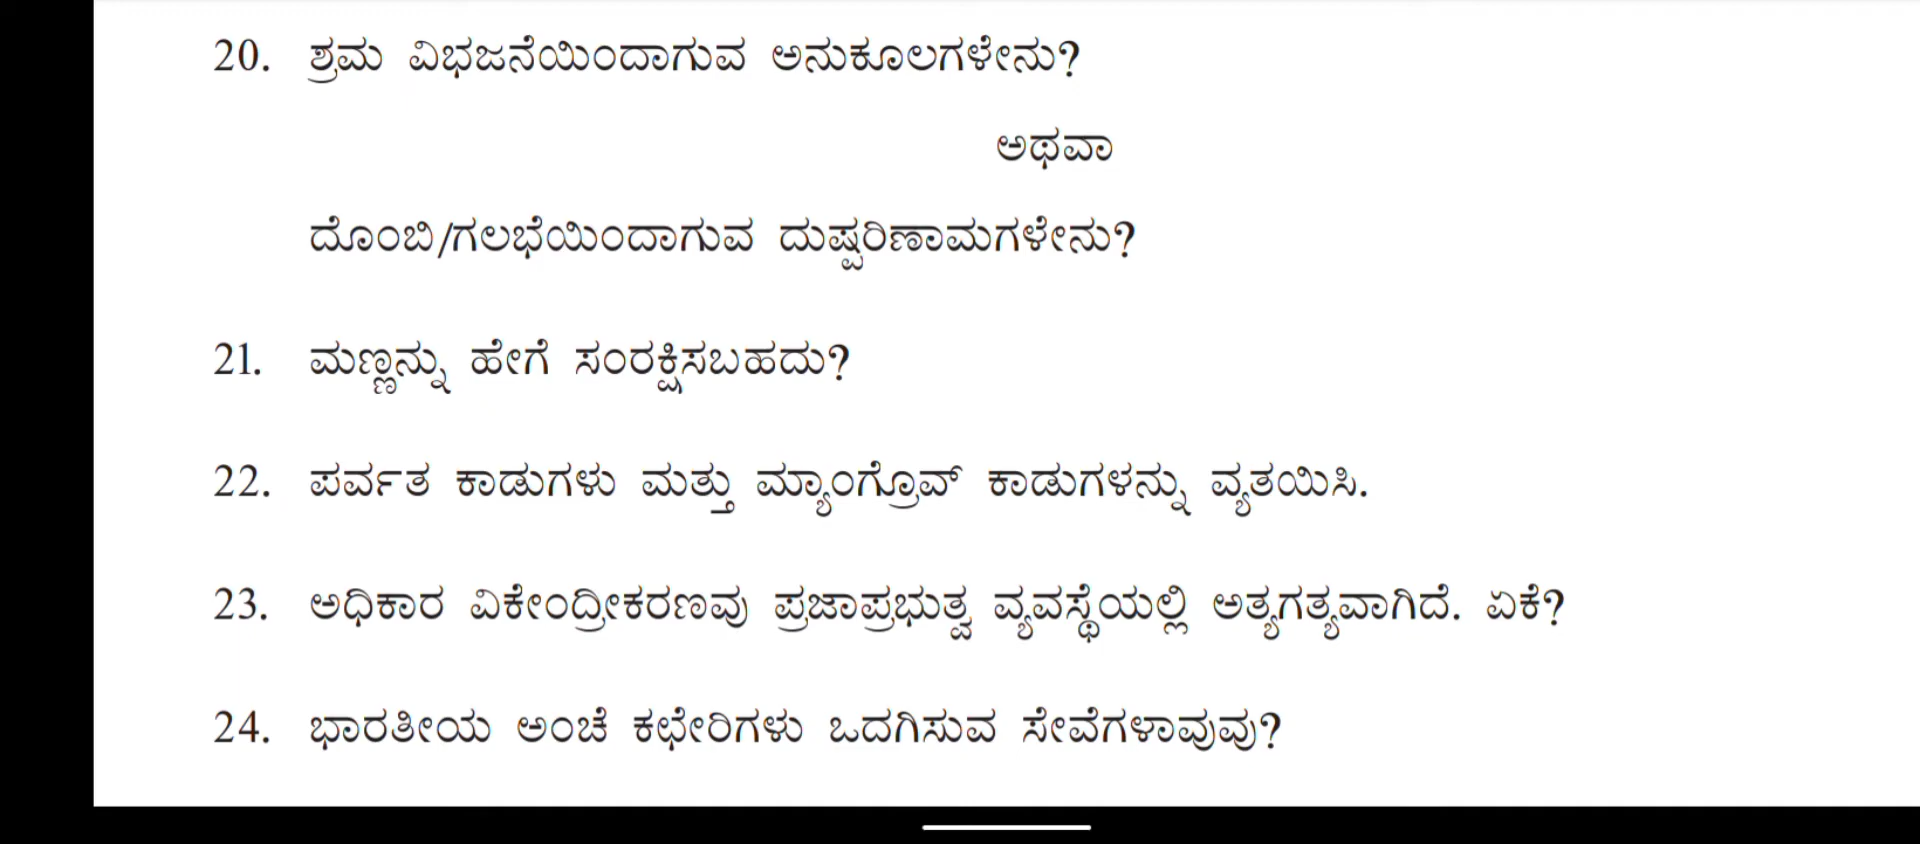 20. ಶ್ರಮ ವಿಭಜನೆಯಿಂದಾಗುವ ಅನುಕೂಲಗಳೇನು?
ಅಥವಾ
ದೊಂಬಿ/ಗಲಭೆಯಿಂದಾಗುವ ದುಷ್ಪರಿಣಾಮಗಳೇನು?
21. ಮಣ್ಣನ್ನು ಹೇಗೆ ಸಂರಕ್ಷಿಸಬಹದು?
22. ಪರ್ವತ ಕಾಡುಗಳು ಮತ್ತು ಮ್ಯಾಂಗ್ರೊವ್ ಕಾಡುಗಳನ್ನು ವ್ಯತಯಿಸಿ.
23. ಅಧಿಕಾರ ವಿಕೇಂದ್ರೀಕರಣವು ಪ್ರಜಾಪ್ರಭುತ್ವ ವ್ಯವಸ್ಥೆಯಲ್ಲಿ ಅತ್ಯಗತ್ಯವಾಗಿದೆ. ಏಕೆ?
24. ಭಾರತೀಯ ಅಂಚೆ ಕಛೇರಿಗಳು ಒದಗಿಸುವ ಸೇವೆಗಳಾವುವು?